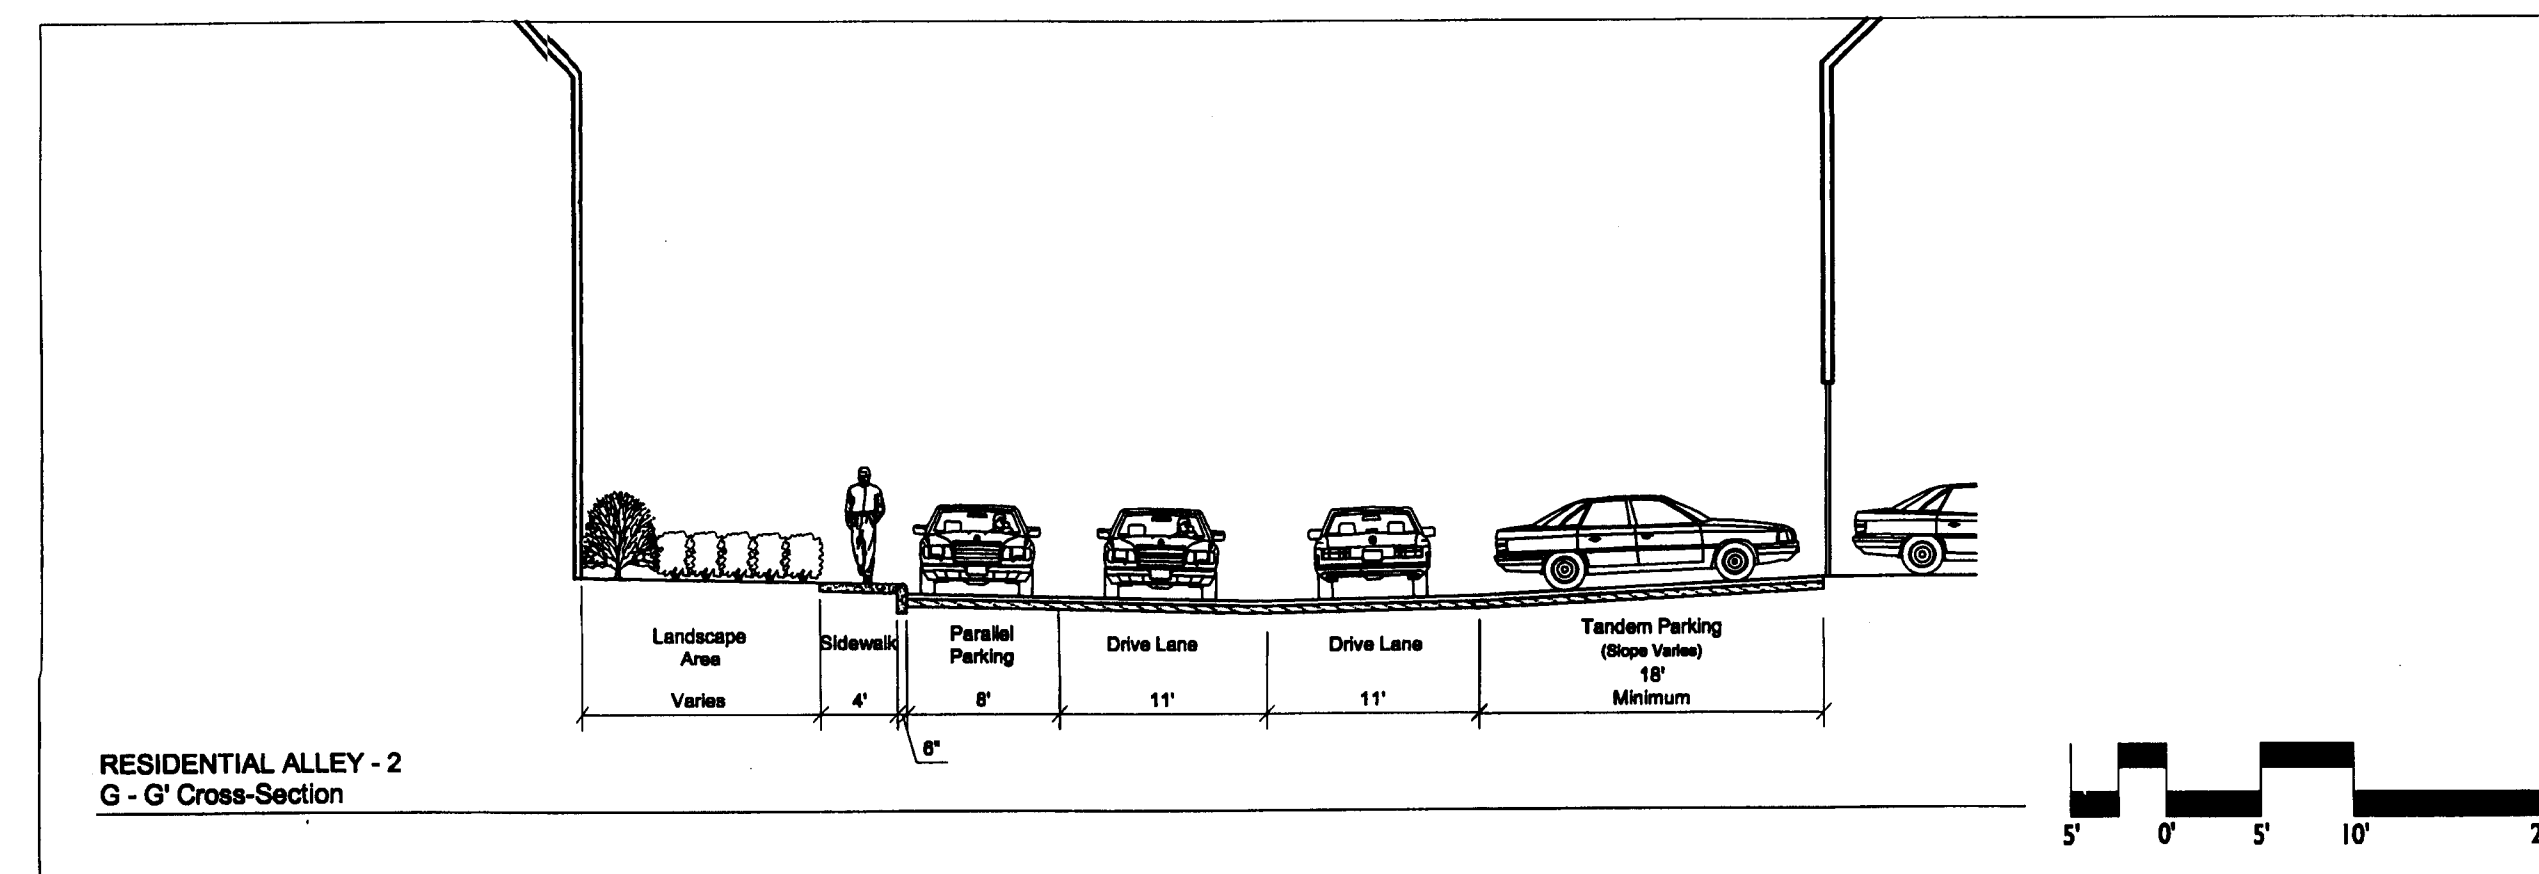 Landscape
Area
Varies
Sidewalk
4'
6"
Parallel
Parking
8'
Drive Lane
11'
Drive Lane
11'
Tandem Parking
(Slope Varies)
18'
Minimum
RESIDENTIAL ALLEY - 2
G - G' Cross-Section
5' 0' 5' 10'